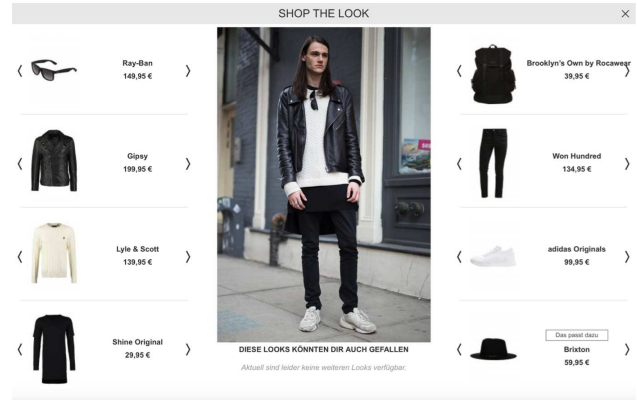 SHOP THE LOOK
Ray-Ban
149,95 €
Gipsy
199,95 €
Lyle & Scott
139,95 €
Shine Original
29,95 €
DIESE LOOKS KÖNNTEN DIR AUCH GEFALLEN
Aktuell sind leider keine weiteren Looks verfügbar.
Brooklyn's Own by Rocawear
39,95 €
Won Hundred
134,95 €
adidas Originals
99,95 €
Das passt dazu
Brixton
59,95 €